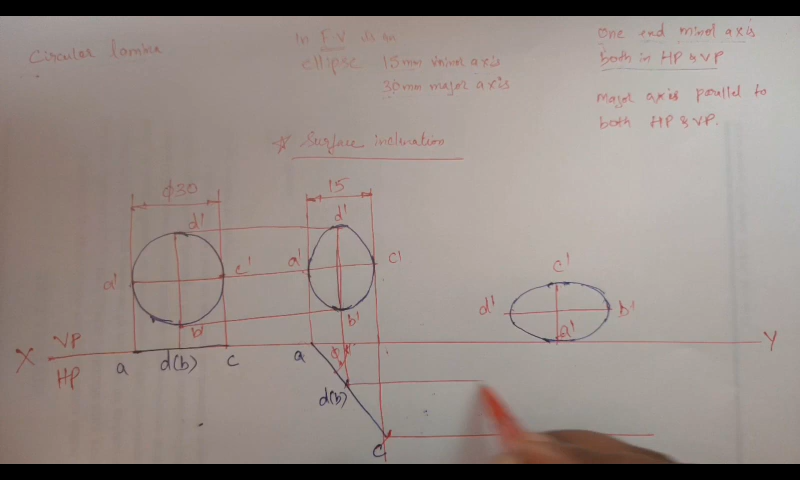 Circular lamina
In F.V is an
ellipse 15mm minor axis
30mm major axis
One end minor axis
both in HP & VP
Major axis parallel to
both HP & VP.
☆ Surface inclination
ϕ30
15
d'
d'
a'
c'
a'
c'
b'
b'
c'
d'
b'
a'
X
VP
HP
Y
a
d(b)
c
a
d(b)
C